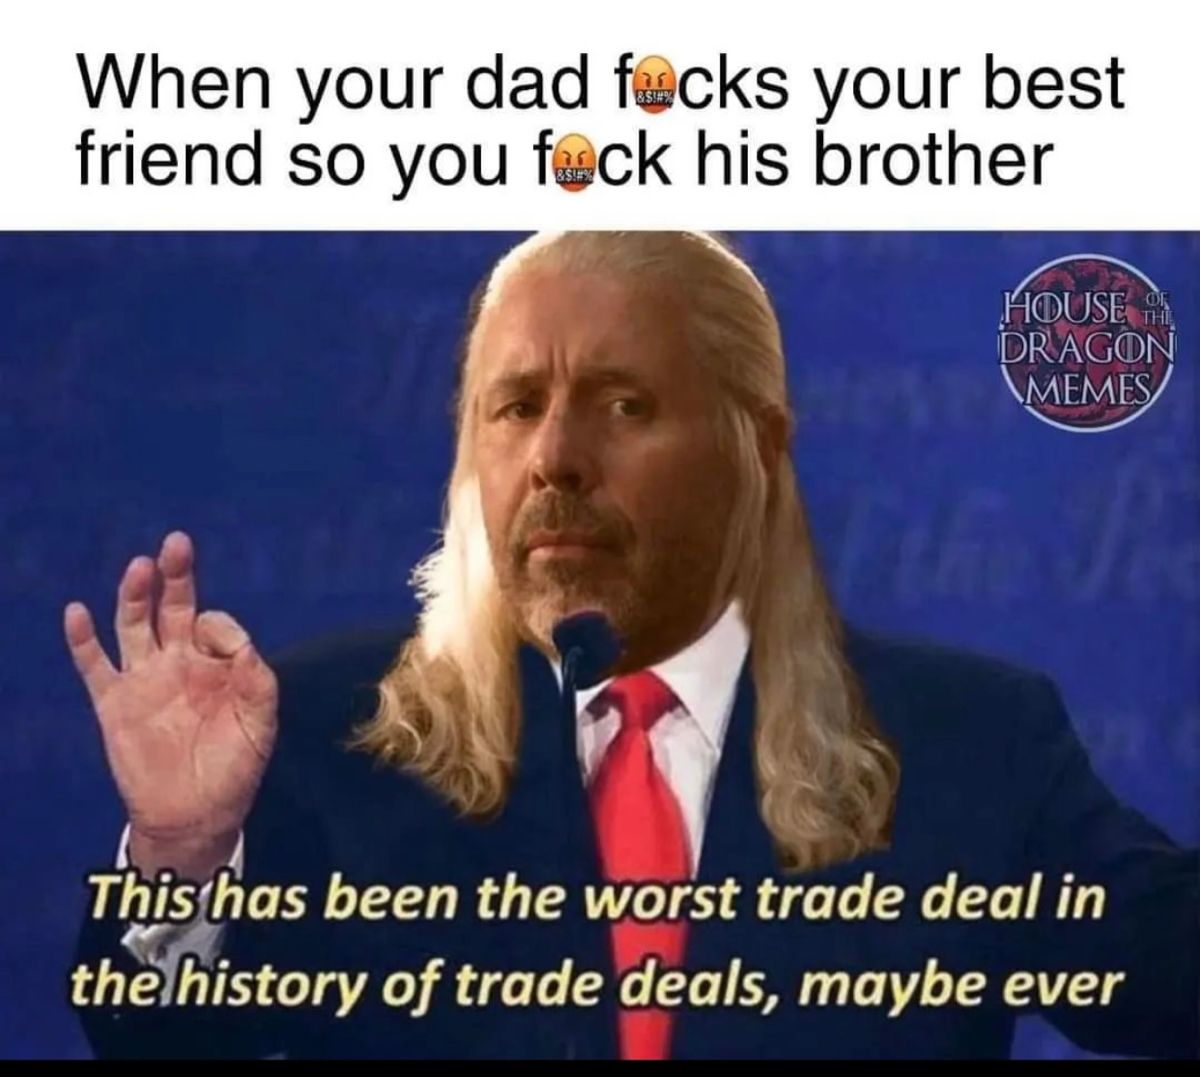 When your dad f🤬cks your best
friend so you f🤬ck his brother
HOUSE OF THE
DRAGON
MEMES
This has been the worst trade deal in
the history of trade deals, maybe ever